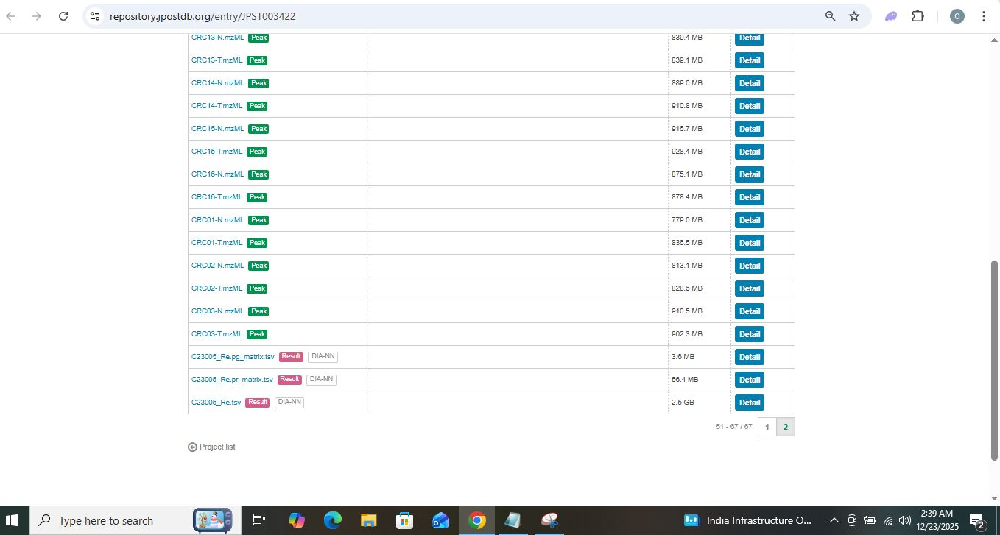 repository.jpostdb.org/entry/JPST003422
O
CRC13-N.mzML Peak 839.4 MB Detail
CRC13-T.mzML Peak 839.1 MB Detail
CRC14-N.mzML Peak 889.0 MB Detail
CRC14-T.mzML Peak 910.8 MB Detail
CRC15-N.mzML Peak 916.7 MB Detail
CRC15-T.mzML Peak 928.4 MB Detail
CRC16-N.mzML Peak 875.1 MB Detail
CRC16-T.mzML Peak 878.4 MB Detail
CRC01-N.mzML Peak 779.0 MB Detail
CRC01-T.mzML Peak 836.5 MB Detail
CRC02-N.mzML Peak 813.1 MB Detail
CRC02-T.mzML Peak 828.6 MB Detail
CRC03-N.mzML Peak 910.5 MB Detail
CRC03-T.mzML Peak 902.3 MB Detail
C23005_Re.pg_matrix.tsv Result DIA-NN 3.6 MB Detail
C23005_Re.pr_matrix.tsv Result DIA-NN 56.4 MB Detail
C23005_Re.tsv Result DIA-NN 2.5 GB Detail
51 - 67 / 67 1 2
Project list
Type here to search
India Infrastructure O...
2:39 AM
12/23/2025
2